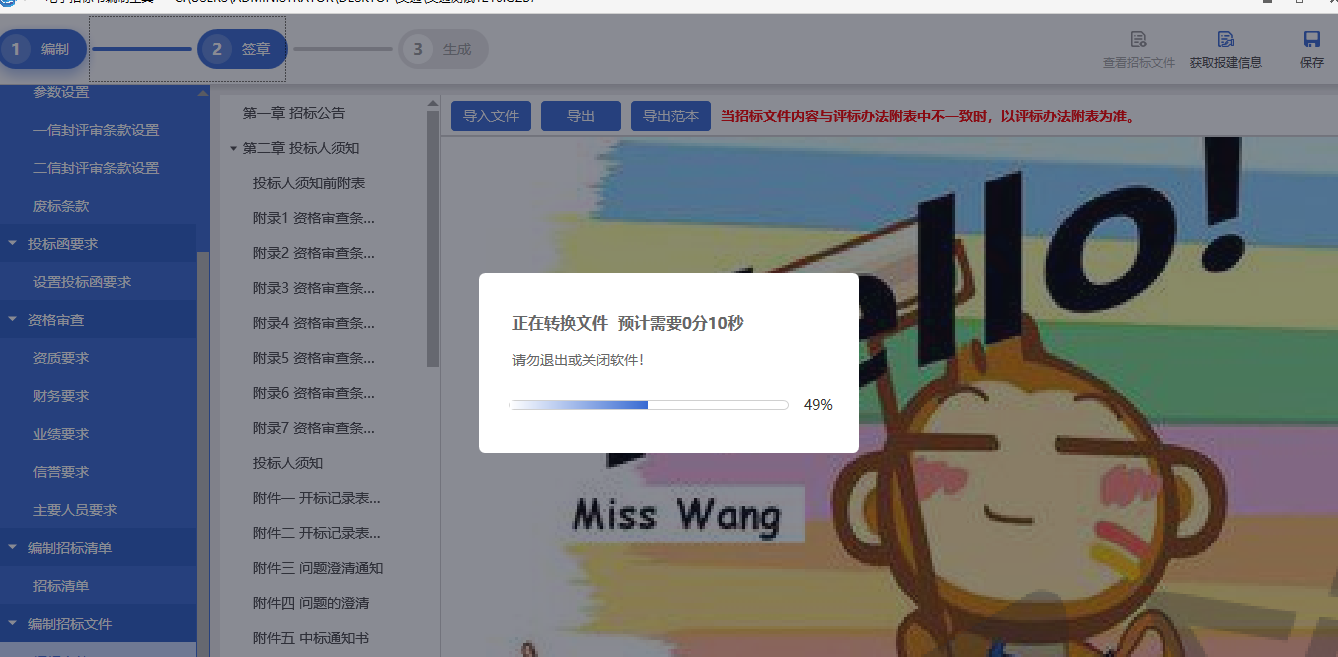 1 编制
2 签章
3 生成
查看招标文件
获取报建信息
保存
参数设置
一信封评审条款设置
二信封评审条款设置
废标条款
投标函要求
设置投标函要求
资格审查
资质要求
财务要求
业绩要求
信誉要求
主要人员要求
编制招标清单
招标清单
编制招标文件
第一章 招标公告
第二章 投标人须知
投标人须知前附表
附录1 资格审查条...
附录2 资格审查条...
附录3 资格审查条...
附录4 资格审查条...
附录5 资格审查条...
附录6 资格审查条...
附录7 资格审查条...
投标人须知
附件一 开标记录表...
附件二 开标记录表...
附件三 问题澄清通知
附件四 问题的澄清
附件五 中标通知书
导入文件
导出
导出范本
当招标文件内容与评标办法附表中不一致时，以评标办法附表为准。
ello!
正在转换文件 预计需要0分10秒
请勿退出或关闭软件！
49%
Miss Wang